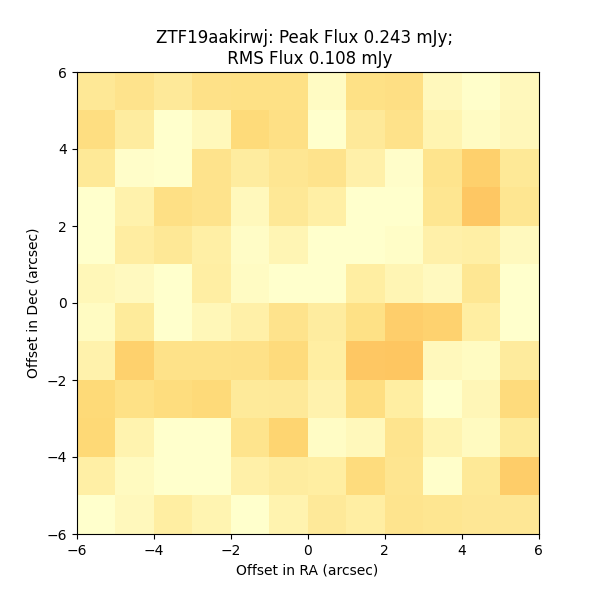 ZTF19aakirwj: Peak Flux 0.243 mJy;
RMS Flux 0.108 mJy
6
4
2
0
−2
−4
−6
Offset in Dec (arcsec)
−6 −4 −2 0 2 4 6
Offset in RA (arcsec)